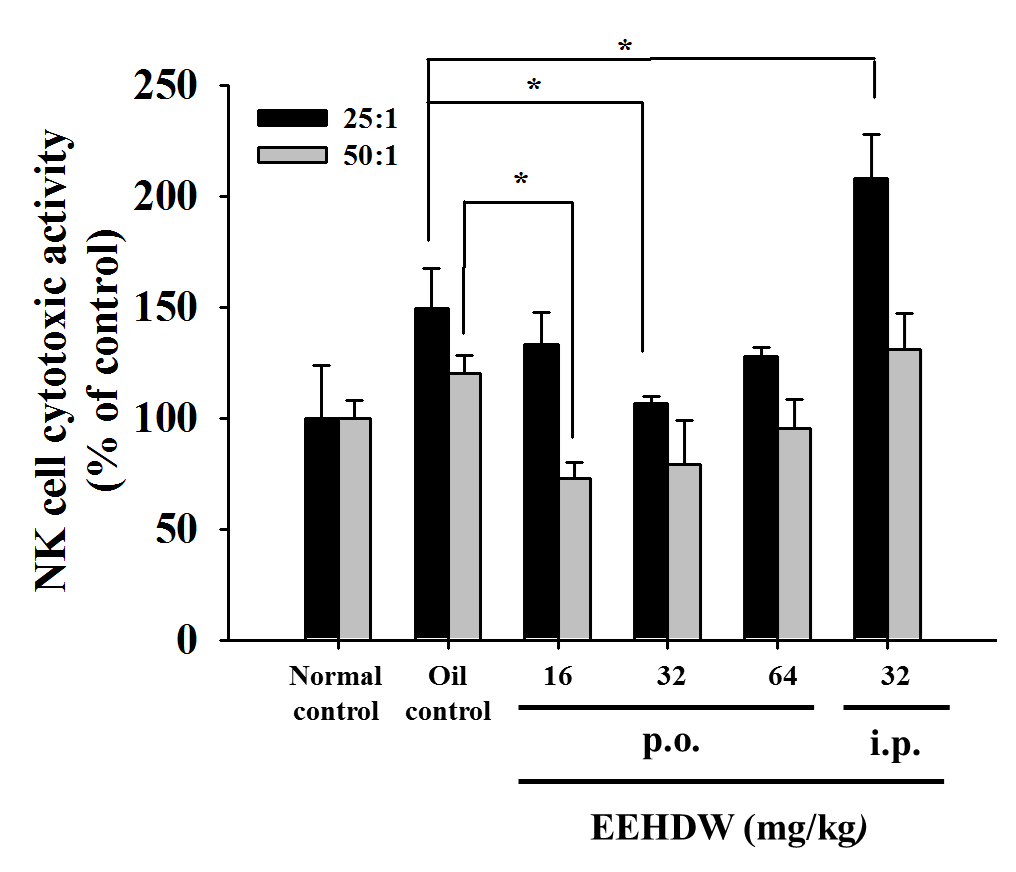 NK cell cytotoxic activity
(% of control)
250
200
150
100
50
0
25:1
50:1
*
*
*
Normal
control
Oil
control
16
32
64
32
p.o.
i.p.
EEHDW (mg/kg)